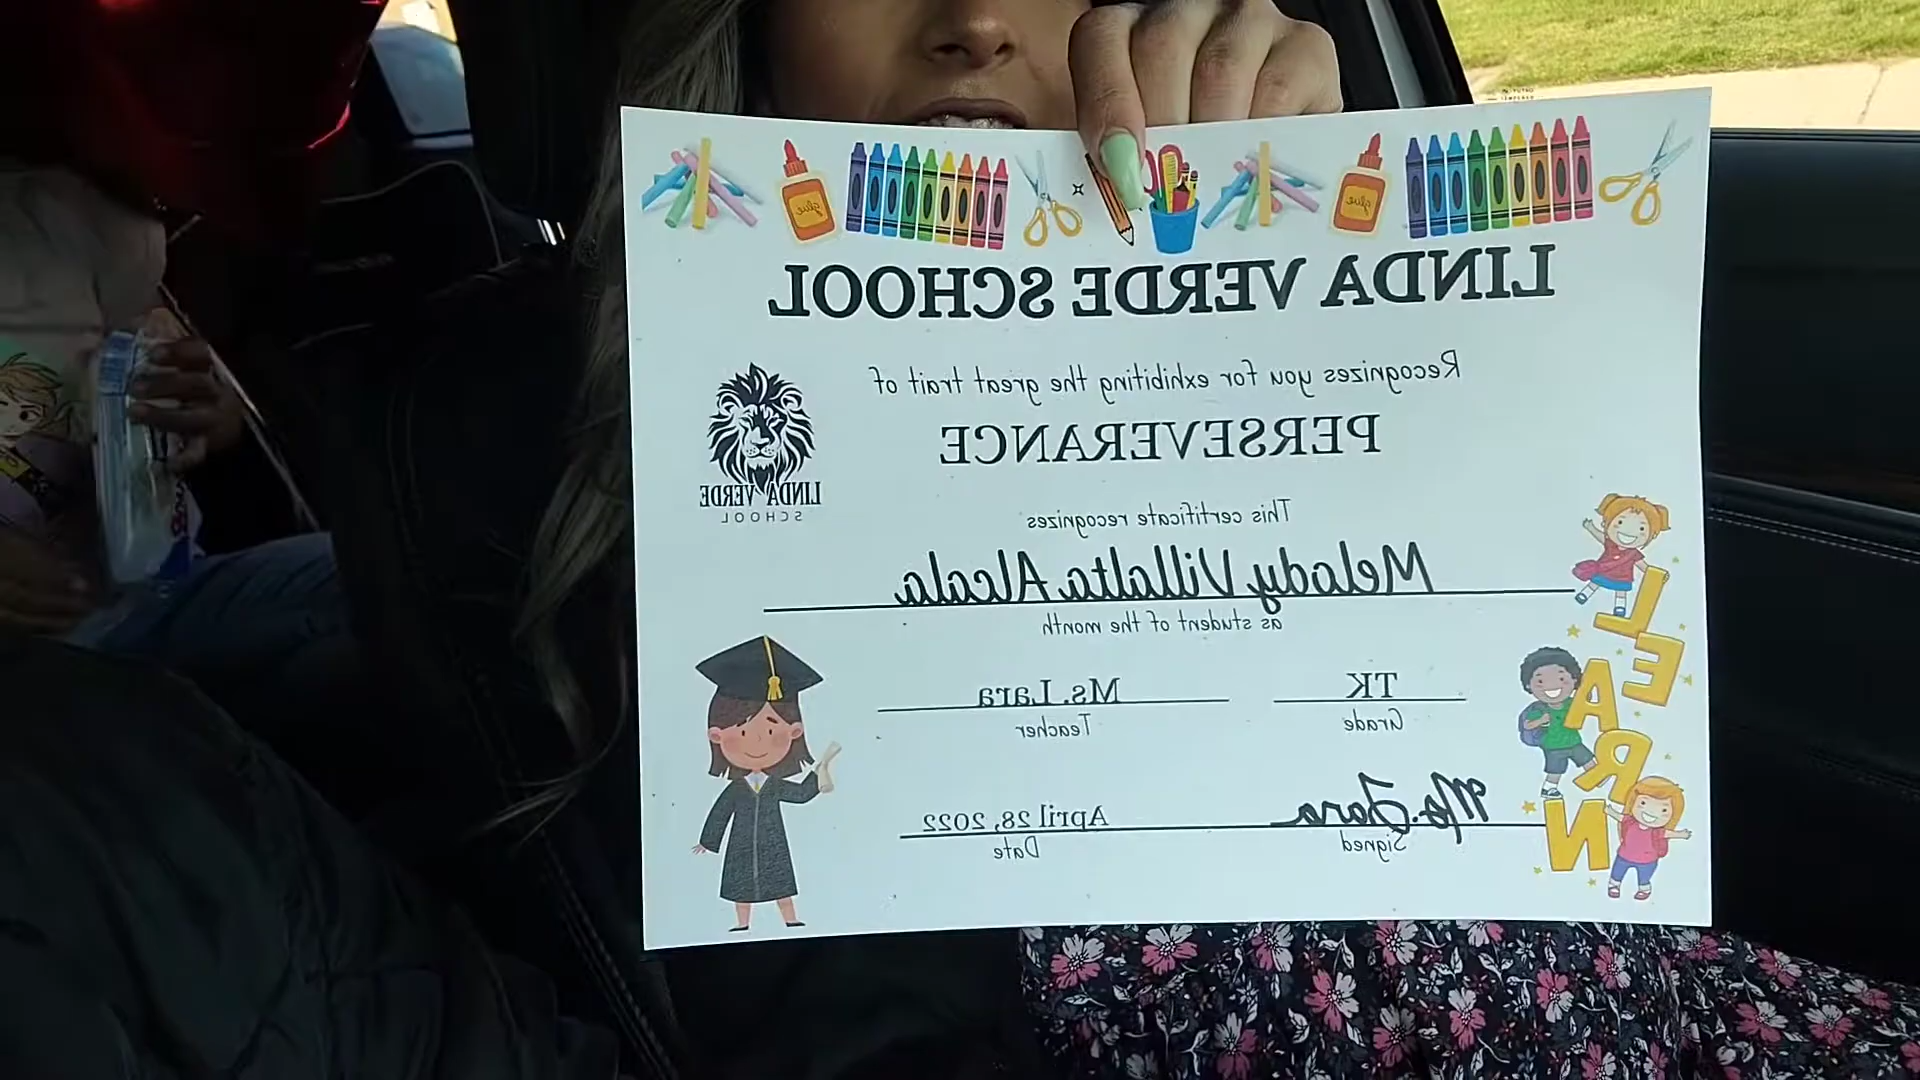 LINDA VERDE SCHOOL
Recognizes you for exhibiting the great trait of
PERSEVERANCE
LINDA VERDE
SCHOOL
This certificate recognizes
Melody Villalta Alcala
as student of the month
TK
Grade
Ms. Lara
Teacher
Ms. Lara
Signed
April 28, 2022
Date
LEARN
glue
glue